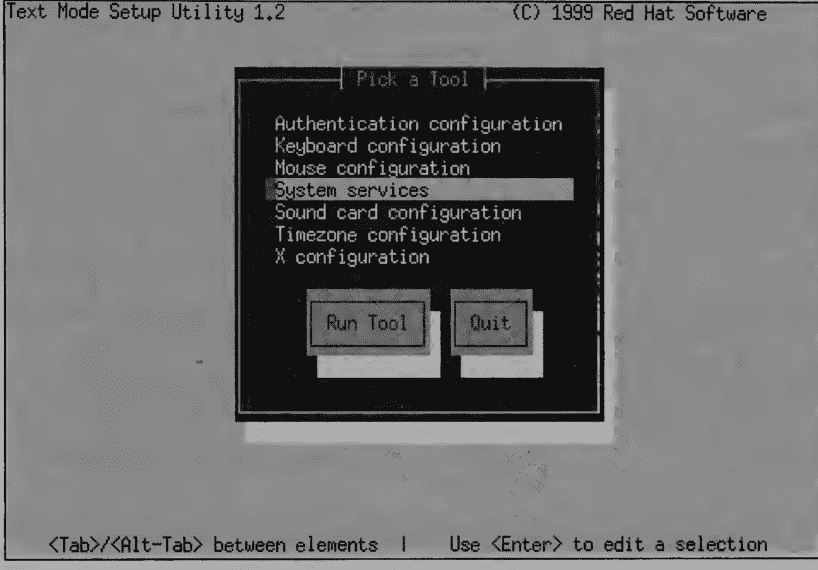 Text Mode Setup Utility 1.2 (C) 1999 Red Hat Software
Pick a Tool
Authentication configuration
Keyboard configuration
Mouse configuration
System services
Sound card configuration
Timezone configuration
X configuration
Run Tool Quit
<Tab>/<Alt-Tab> between elements | Use <Enter> to edit a selection